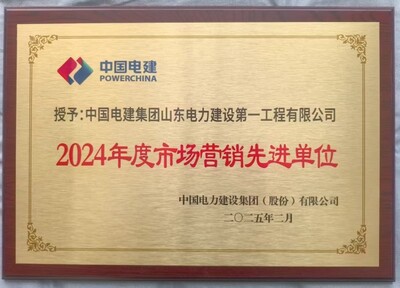 中国电建
POWERCHINA
授予:中国电建集团山东电力建设第一工程有限公司
2024年度市场营销先进单位
中国电力建设集团(股份)有限公司
二〇二五年二月